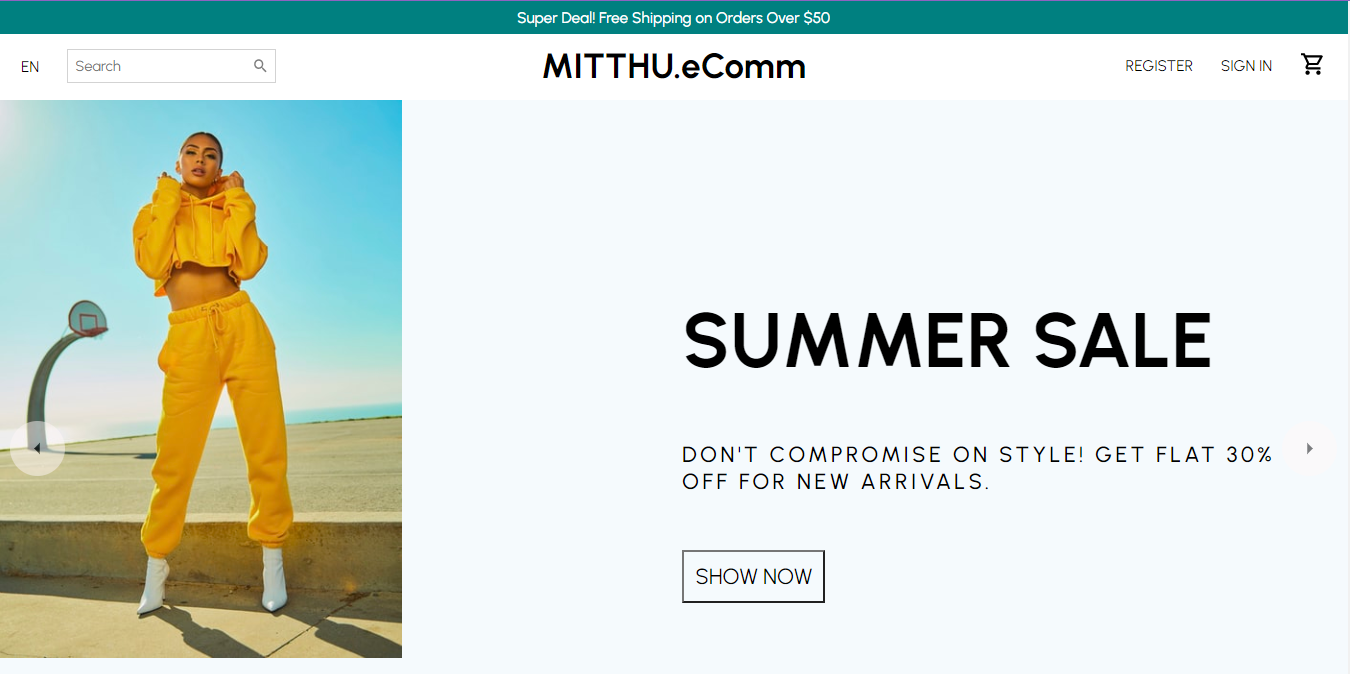 Super Deal! Free Shipping on Orders Over $50
EN
Search
MITTHU.eComm
REGISTER
SIGN IN
SUMMER SALE
DON'T COMPROMISE ON STYLE! GET FLAT 30%
OFF FOR NEW ARRIVALS.
SHOW NOW